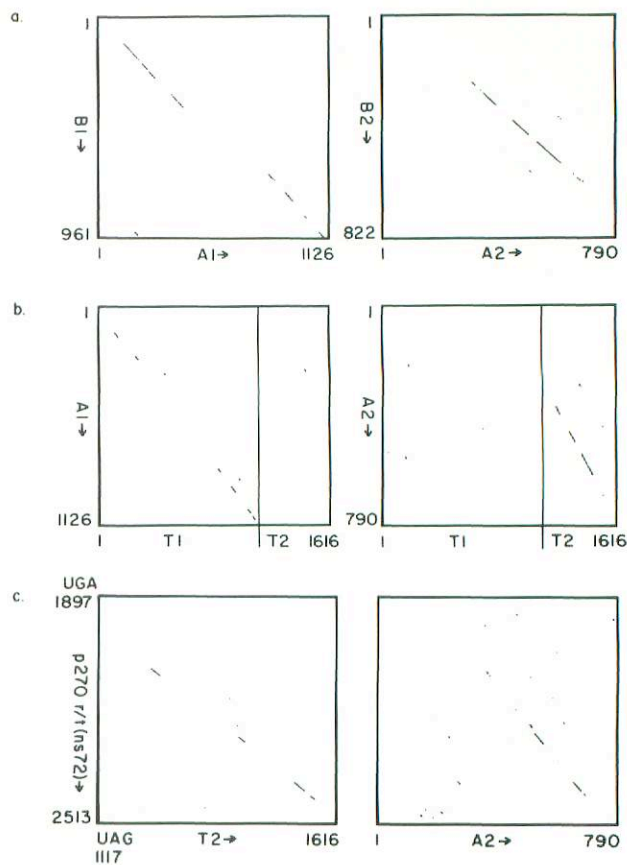 a.
1
B1→
961
1
A1→
1126
1
B2→
822
1
A2→
790
b.
1
A1→
1126
1
T1
T2
1616
1
A2→
790
1
T1
T2
1616
c.
UGA
1897
p270 r/t(ns72)→
2513
UAG
1117
T2→
1616
1
A2→
790